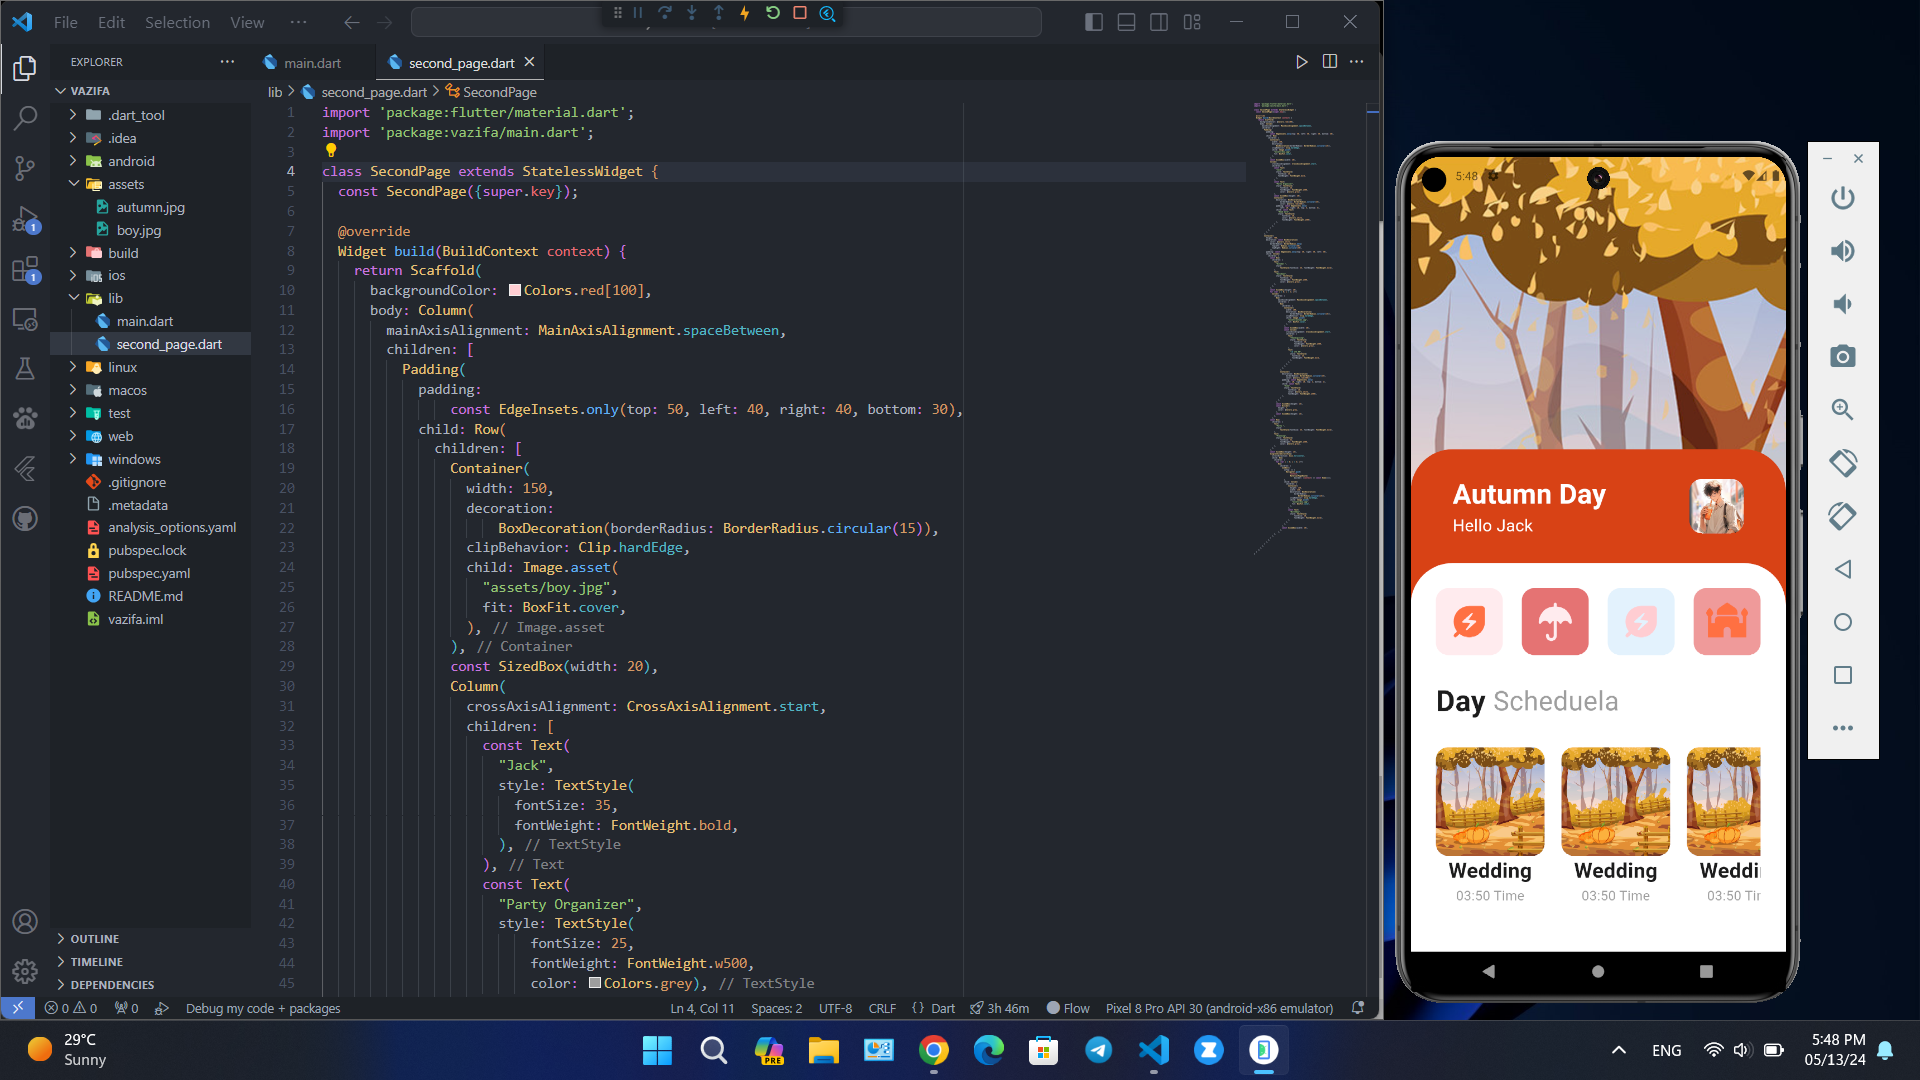 File Edit Selection View ...
EXPLORER
VAZIFA
.dart_tool
.idea
android
assets
autumn.jpg
boy.jpg
build
ios
lib
main.dart
second_page.dart
linux
macos
test
web
windows
.gitignore
.metadata
analysis_options.yaml
pubspec.lock
pubspec.yaml
README.md
vazifa.iml
OUTLINE
TIMELINE
DEPENDENCIES
1
1
main.dart second_page.dart
lib > second_page.dart > SecondPage
1 import 'package:flutter/material.dart';
2 import 'package:vazifa/main.dart';
3
4 class SecondPage extends StatelessWidget {
5 const SecondPage({super.key});
6
7 @override
8 Widget build(BuildContext context) {
9 return Scaffold(
10 backgroundColor: Colors.red[100],
11 body: Column(
12 mainAxisAlignment: MainAxisAlignment.spaceBetween,
13 children: [
14 Padding(
15 padding:
16 const EdgeInsets.only(top: 50, left: 40, right: 40, bottom: 30),
17 child: Row(
18 children: [
19 Container(
20 width: 150,
21 decoration:
22 BoxDecoration(borderRadius: BorderRadius.circular(15)),
23 clipBehavior: Clip.hardEdge,
24 child: Image.asset(
25 "assets/boy.jpg",
26 fit: BoxFit.cover,
27 ), // Image.asset
28 ), // Container
29 const SizedBox(width: 20),
30 Column(
31 crossAxisAlignment: CrossAxisAlignment.start,
32 children: [
33 const Text(
34 "Jack",
35 style: TextStyle(
36 fontSize: 35,
37 fontWeight: FontWeight.bold,
38 ), // TextStyle
39 ), // Text
40 const Text(
41 "Party Organizer",
42 style: TextStyle(
43 fontSize: 25,
44 fontWeight: FontWeight.w500,
45 color: Colors.grey), // TextStyle
0 0 0 Debug my code + packages Ln 4, Col 11 Spaces: 2 UTF-8 CRLF {} Dart 3h 46m Flow Pixel 8 Pro API 30 (android-x86 emulator)
5:48
Autumn Day
Hello Jack
Day Scheduela
Wedding Wedding Weddi
03:50 Time 03:50 Time 03:50 Tir
29°C
Sunny
PRE
ENG
5:48 PM
05/13/24